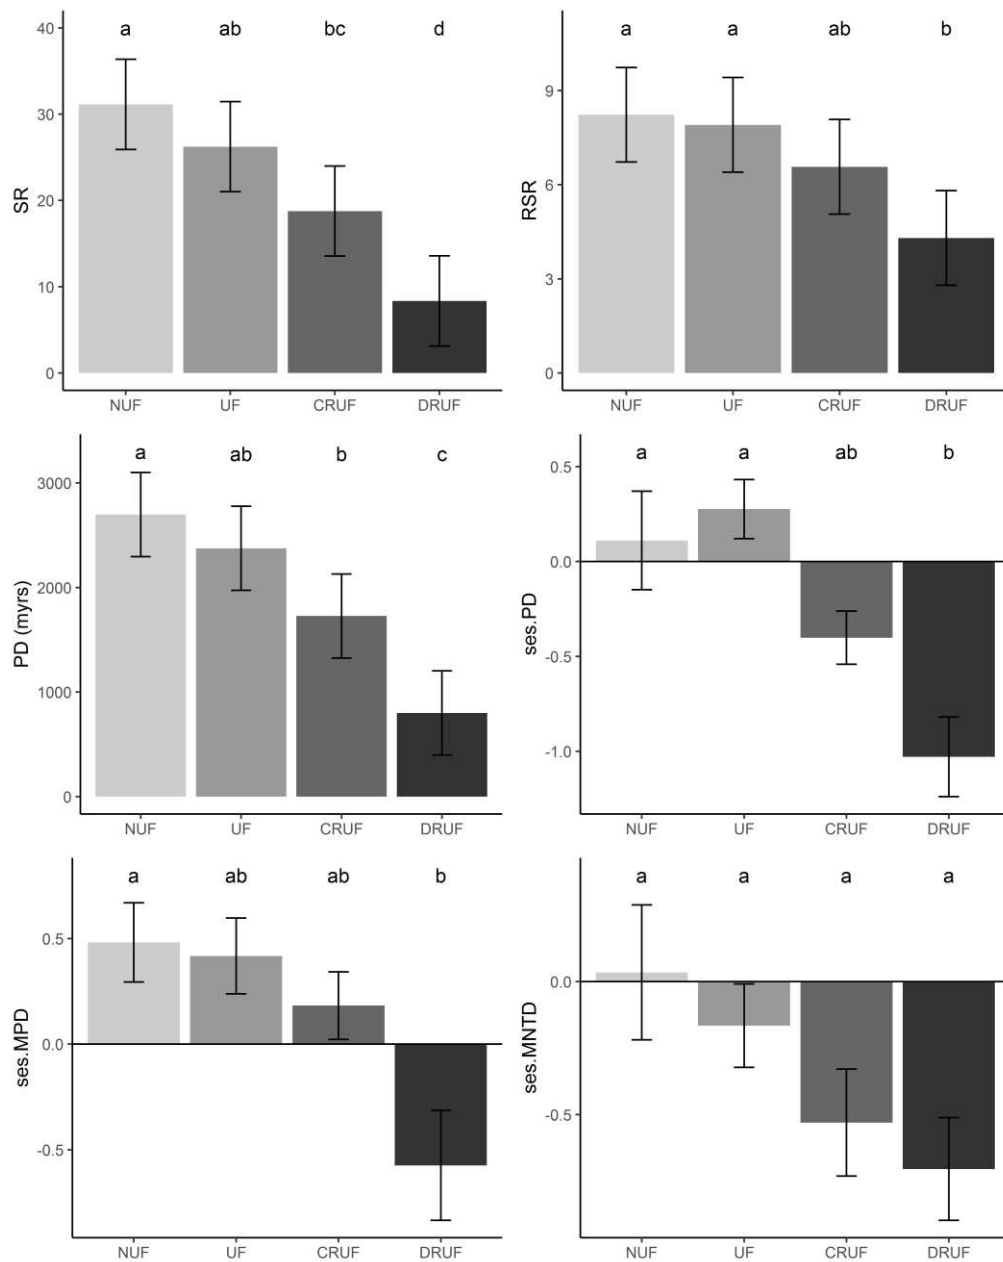 a ab bc d
40
30
20
10
0
SR
NUF UF CRUF DRUF
a a ab b
9
6
3
0
RSR
NUF UF CRUF DRUF
a ab b c
3000
2000
1000
0
PD (myrs)
NUF UF CRUF DRUF
a a ab b
0.5
0.0
-0.5
-1.0
ses.PD
NUF UF CRUF DRUF
a ab ab b
0.5
0.0
-0.5
ses.MPD
NUF UF CRUF DRUF
a a a a
0.0
-0.5
ses.MNTD
NUF UF CRUF DRUF